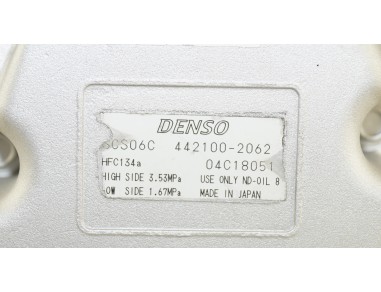 DENSO
SCS06C 442100-2062
HFC134a 04C18051
HIGH SIDE 3.53MPa USE ONLY ND-OIL 8
LOW SIDE 1.67MPa MADE IN JAPAN